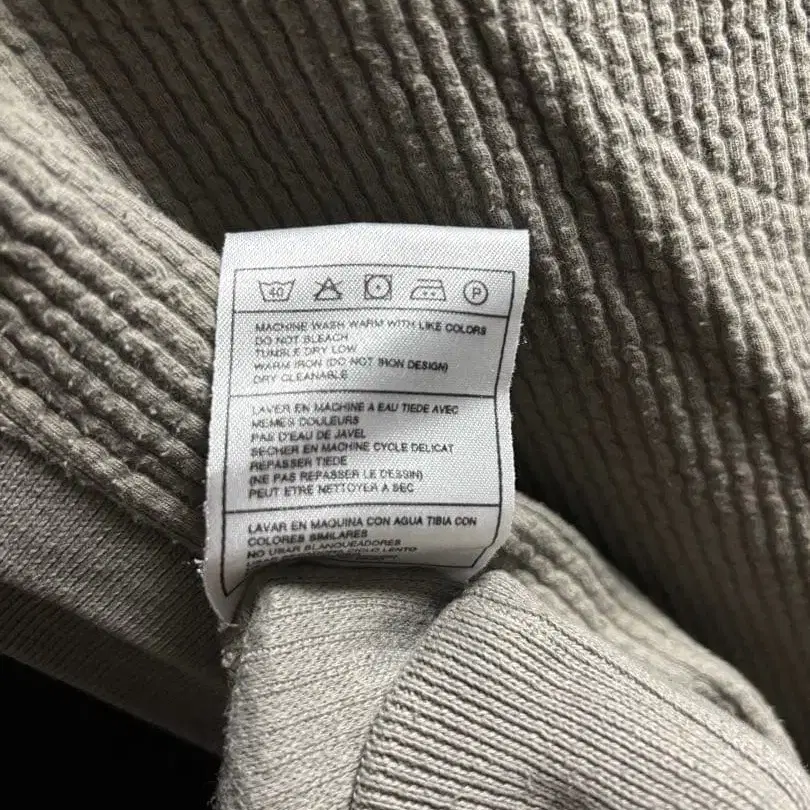 40 P
MACHINE WASH WARM WITH LIKE COLORS
DO NOT BLEACH
TUMBLE DRY LOW
WARM IRON (DO NOT IRON DESIGN)
DRY CLEANABLE
LAVER EN MACHINE A EAU TIEDE AVEC
MEMES COULEURS
PAS D'EAU DE JAVEL
SECHER EN MACHINE CYCLE DELICAT
REPASSER TIEDE
(NE PAS REPASSER LE DESSIN)
PEUT ETRE NETTOYER A SEC
LAVAR EN MAQUINA CON AGUA TIBIA CON
COLORES SIMILARES
NO USAR BLANQUEADORES
CICLO LENTO